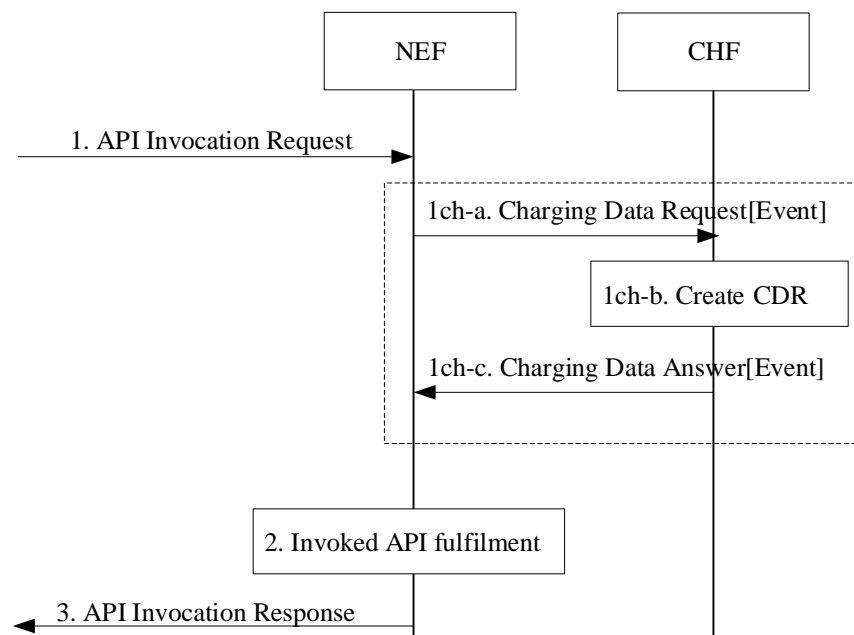 NEF
CHF
1. API Invocation Request
1ch-a. Charging Data Request[Event]
1ch-b. Create CDR
1ch-c. Charging Data Answer[Event]
2. Invoked API fulfilment
3. API Invocation Response